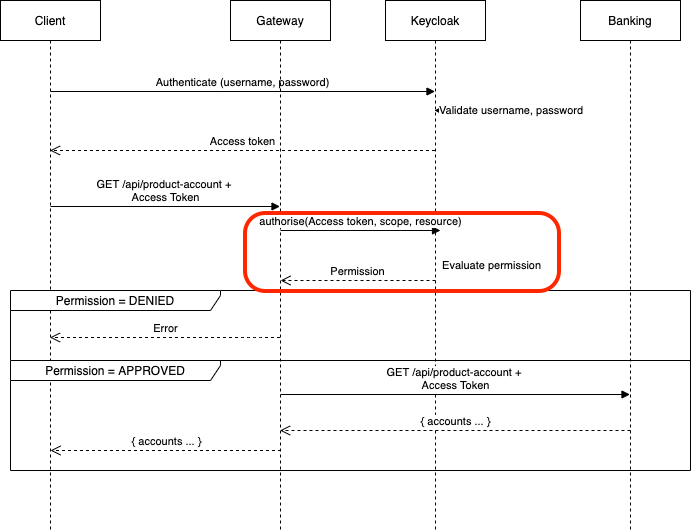 Client
Gateway
Keycloak
Banking
Authenticate (username, password)
Validate username, password
Access token
GET /api/product-account +
Access Token
authorise(Access token, scope, resource)
Evaluate permission
Permission
Permission = DENIED
Error
Permission = APPROVED
GET /api/product-account +
Access Token
{ accounts ... }
{ accounts ... }